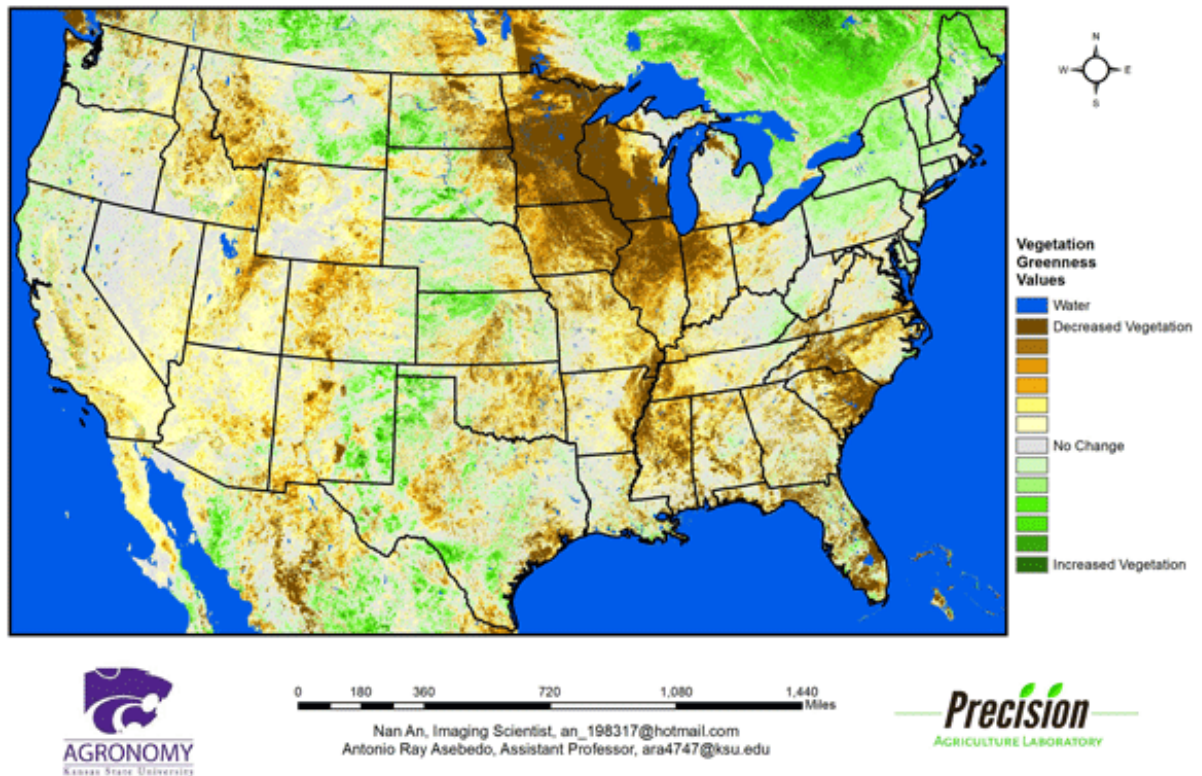 N
W E
S
Vegetation
Greenness
Values
Water
Decreased Vegetation
No Change
Increased Vegetation
0 180 360 720 1,080 1,440
Miles
Nan An, Imaging Scientist, an_198317@hotmail.com
Antonio Ray Asebedo, Assistant Professor, ara4747@ksu.edu
AGRONOMY
Kansas State University
Precision
AGRICULTURE LABORATORY